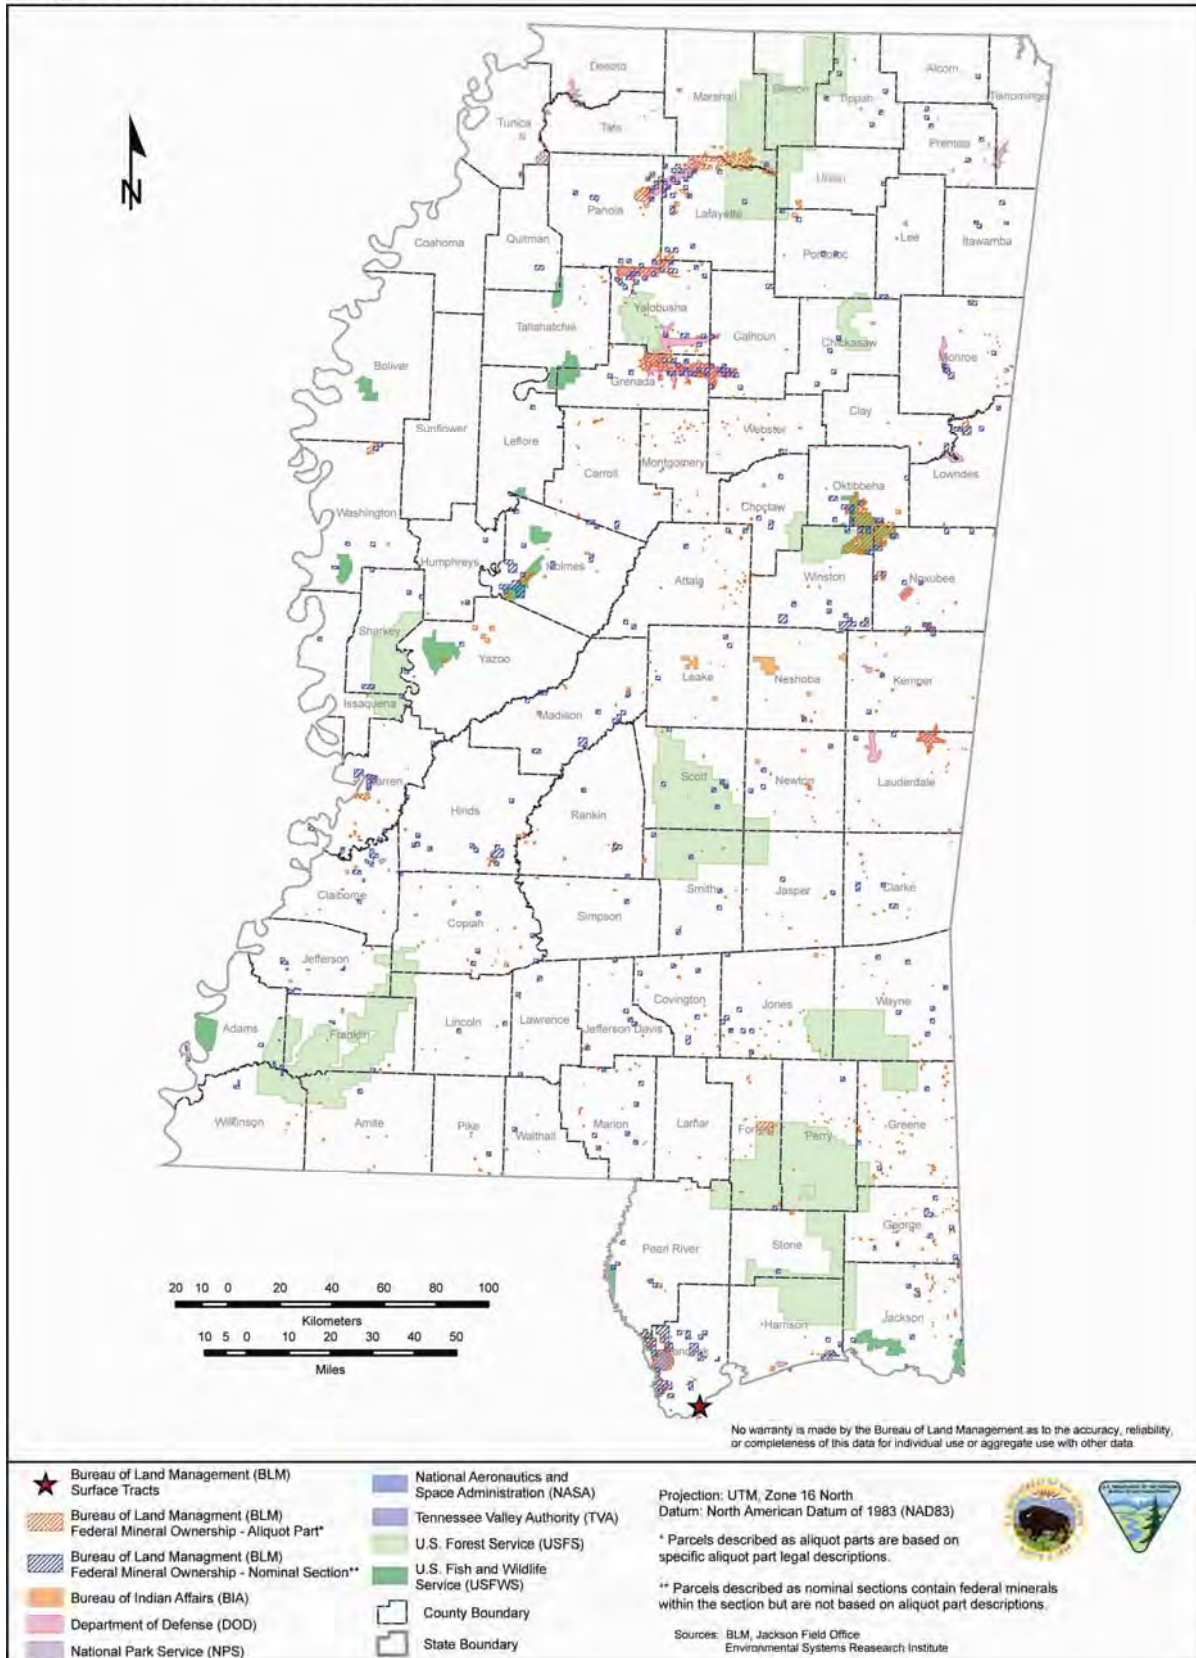 N
Desoto
Marshall
Benton
Tippah
Alcorn
Tishomingo
Tunica
Tate
Prentiss
Union
Panola
Lafayette
Coahoma
Quitman
Pontotoc
Lee
Itawamba
Tallahatchie
Yalobusha
Calhoun
Chickasaw
Monroe
Bolivar
Grenada
Sunflower
Leflore
Webster
Clay
Carroll
Montgomery
Lowndes
Oktibbeha
Washington
Choctaw
Humphreys
Holmes
Attala
Winston
Noxubee
Sharkey
Yazoo
Leake
Neshoba
Kemper
Issaquena
Madison
Warren
Scott
Newton
Lauderdale
Hinds
Rankin
Claiborne
Copiah
Simpson
Smith
Jasper
Clarke
Jefferson
Adams
Franklin
Lincoln
Lawrence
Jefferson Davis
Covington
Jones
Wayne
Wilkinson
Amite
Pike
Walthall
Marion
Lamar
Perry
Greene
Pearl River
Stone
George
Harrison
Jackson
20 10 0 20 40 60 80 100
Kilometers
10 5 0 10 20 30 40 50
Miles
No warranty is made by the Bureau of Land Management as to the accuracy, reliability,
or completeness of this data for individual use or aggregate use with other data.
Bureau of Land Management (BLM)
Surface Tracts
Bureau of Land Managment (BLM)
Federal Mineral Ownership - Aliquot Part*
Bureau of Land Managment (BLM)
Federal Mineral Ownership - Nominal Section**
Bureau of Indian Affairs (BIA)
Department of Defense (DOD)
National Park Service (NPS)
National Aeronautics and
Space Administration (NASA)
Tennessee Valley Authority (TVA)
U.S. Forest Service (USFS)
U.S. Fish and Wildlife
Service (USFWS)
County Boundary
State Boundary
Projection: UTM, Zone 16 North
Datum: North American Datum of 1983 (NAD83)
* Parcels described as aliquot parts are based on
specific aliquot part legal descriptions.
** Parcels described as nominal sections contain federal minerals
within the section but are not based on aliquot part descriptions.
Sources: BLM, Jackson Field Office
Environmental Systems Reasearch Institute